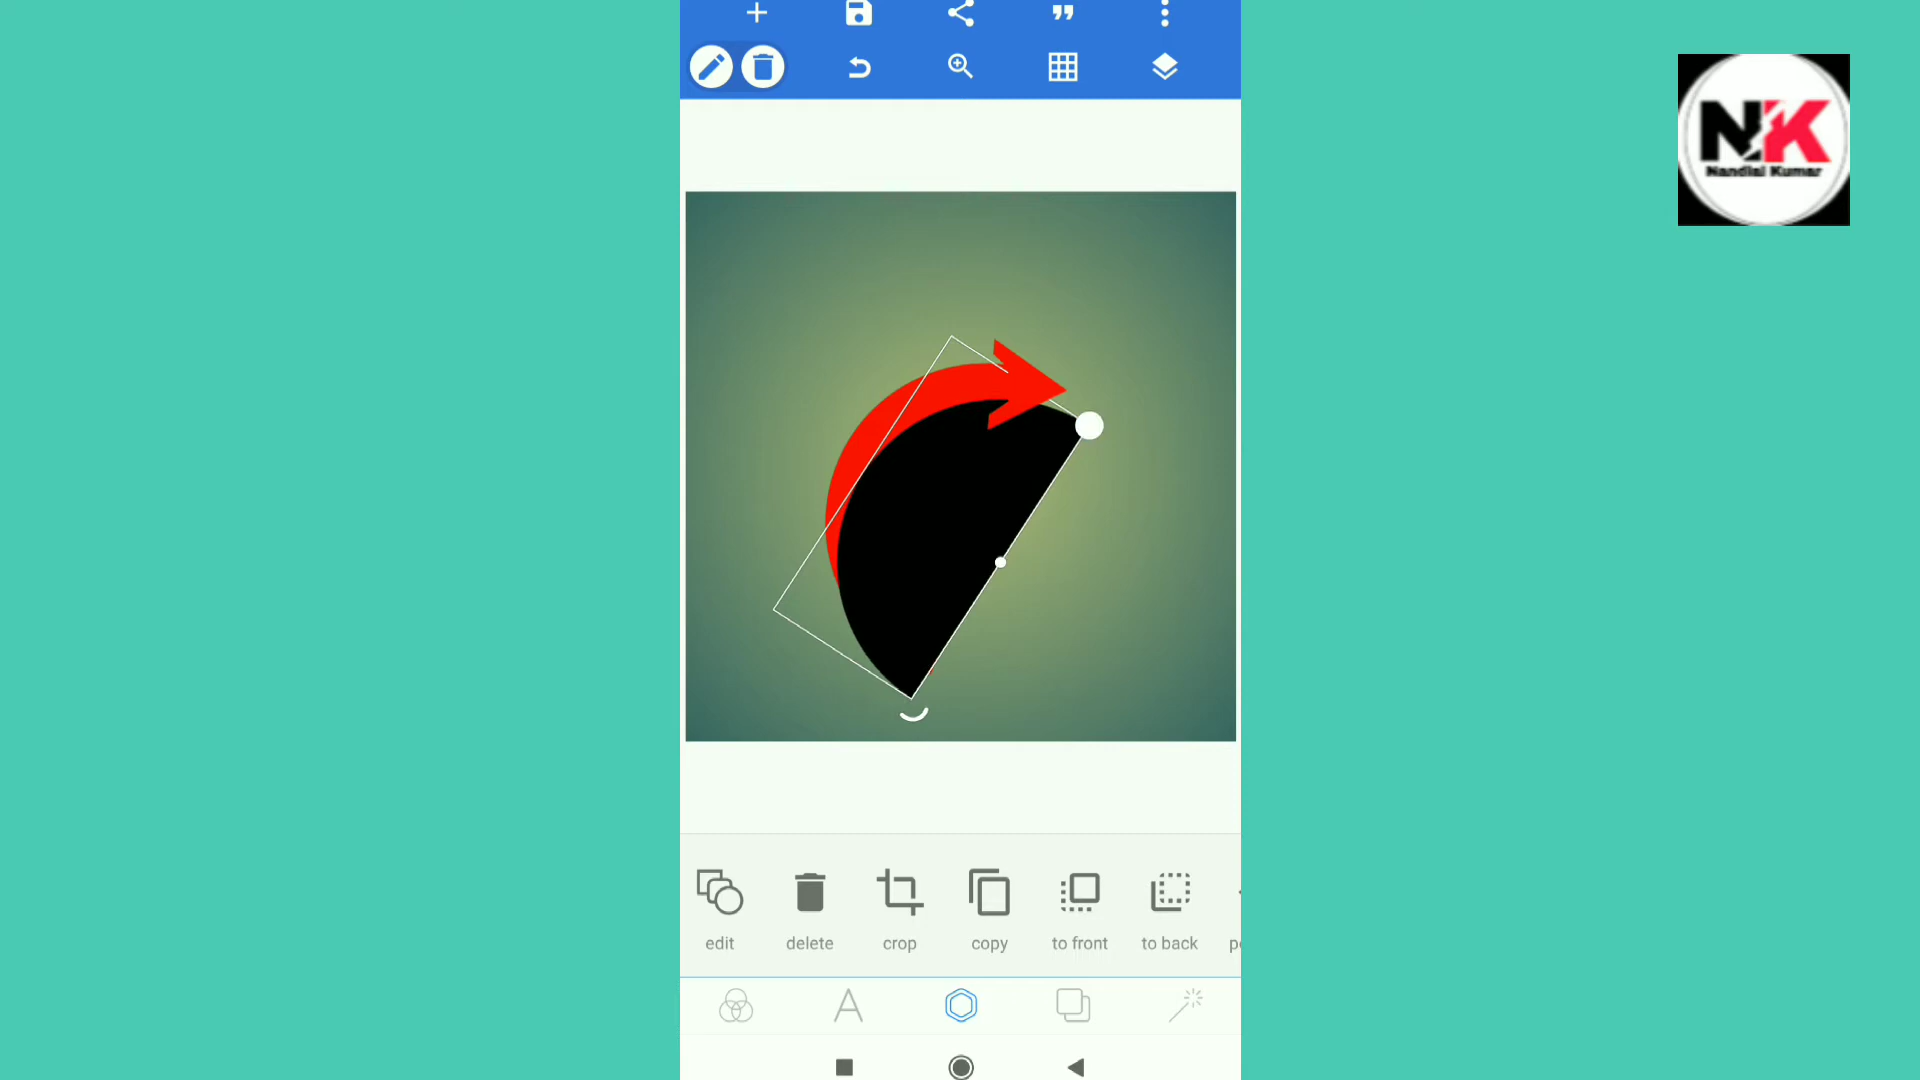 NK
Nandlal Kumar
edit
delete
crop
copy
to front
to back
A